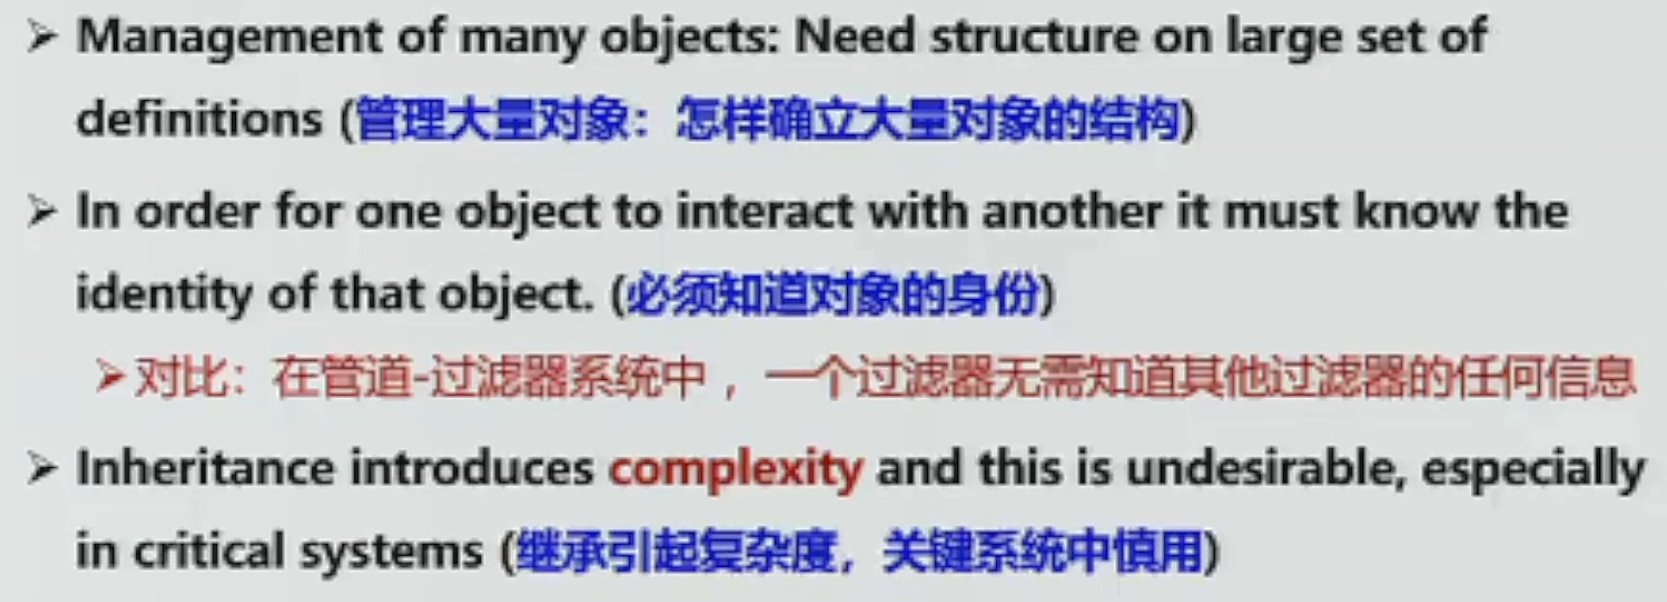 ➢ Management of many objects: Need structure on large set of
definitions (管理大量对象：怎样确立大量对象的结构)
➢ In order for one object to interact with another it must know the
identity of that object. (必须知道对象的身份)
➢ 对比：在管道-过滤器系统中，一个过滤器无需知道其他过滤器的任何信息
➢ Inheritance introduces complexity and this is undesirable, especially
in critical systems (继承引起复杂度，关键系统中慎用)